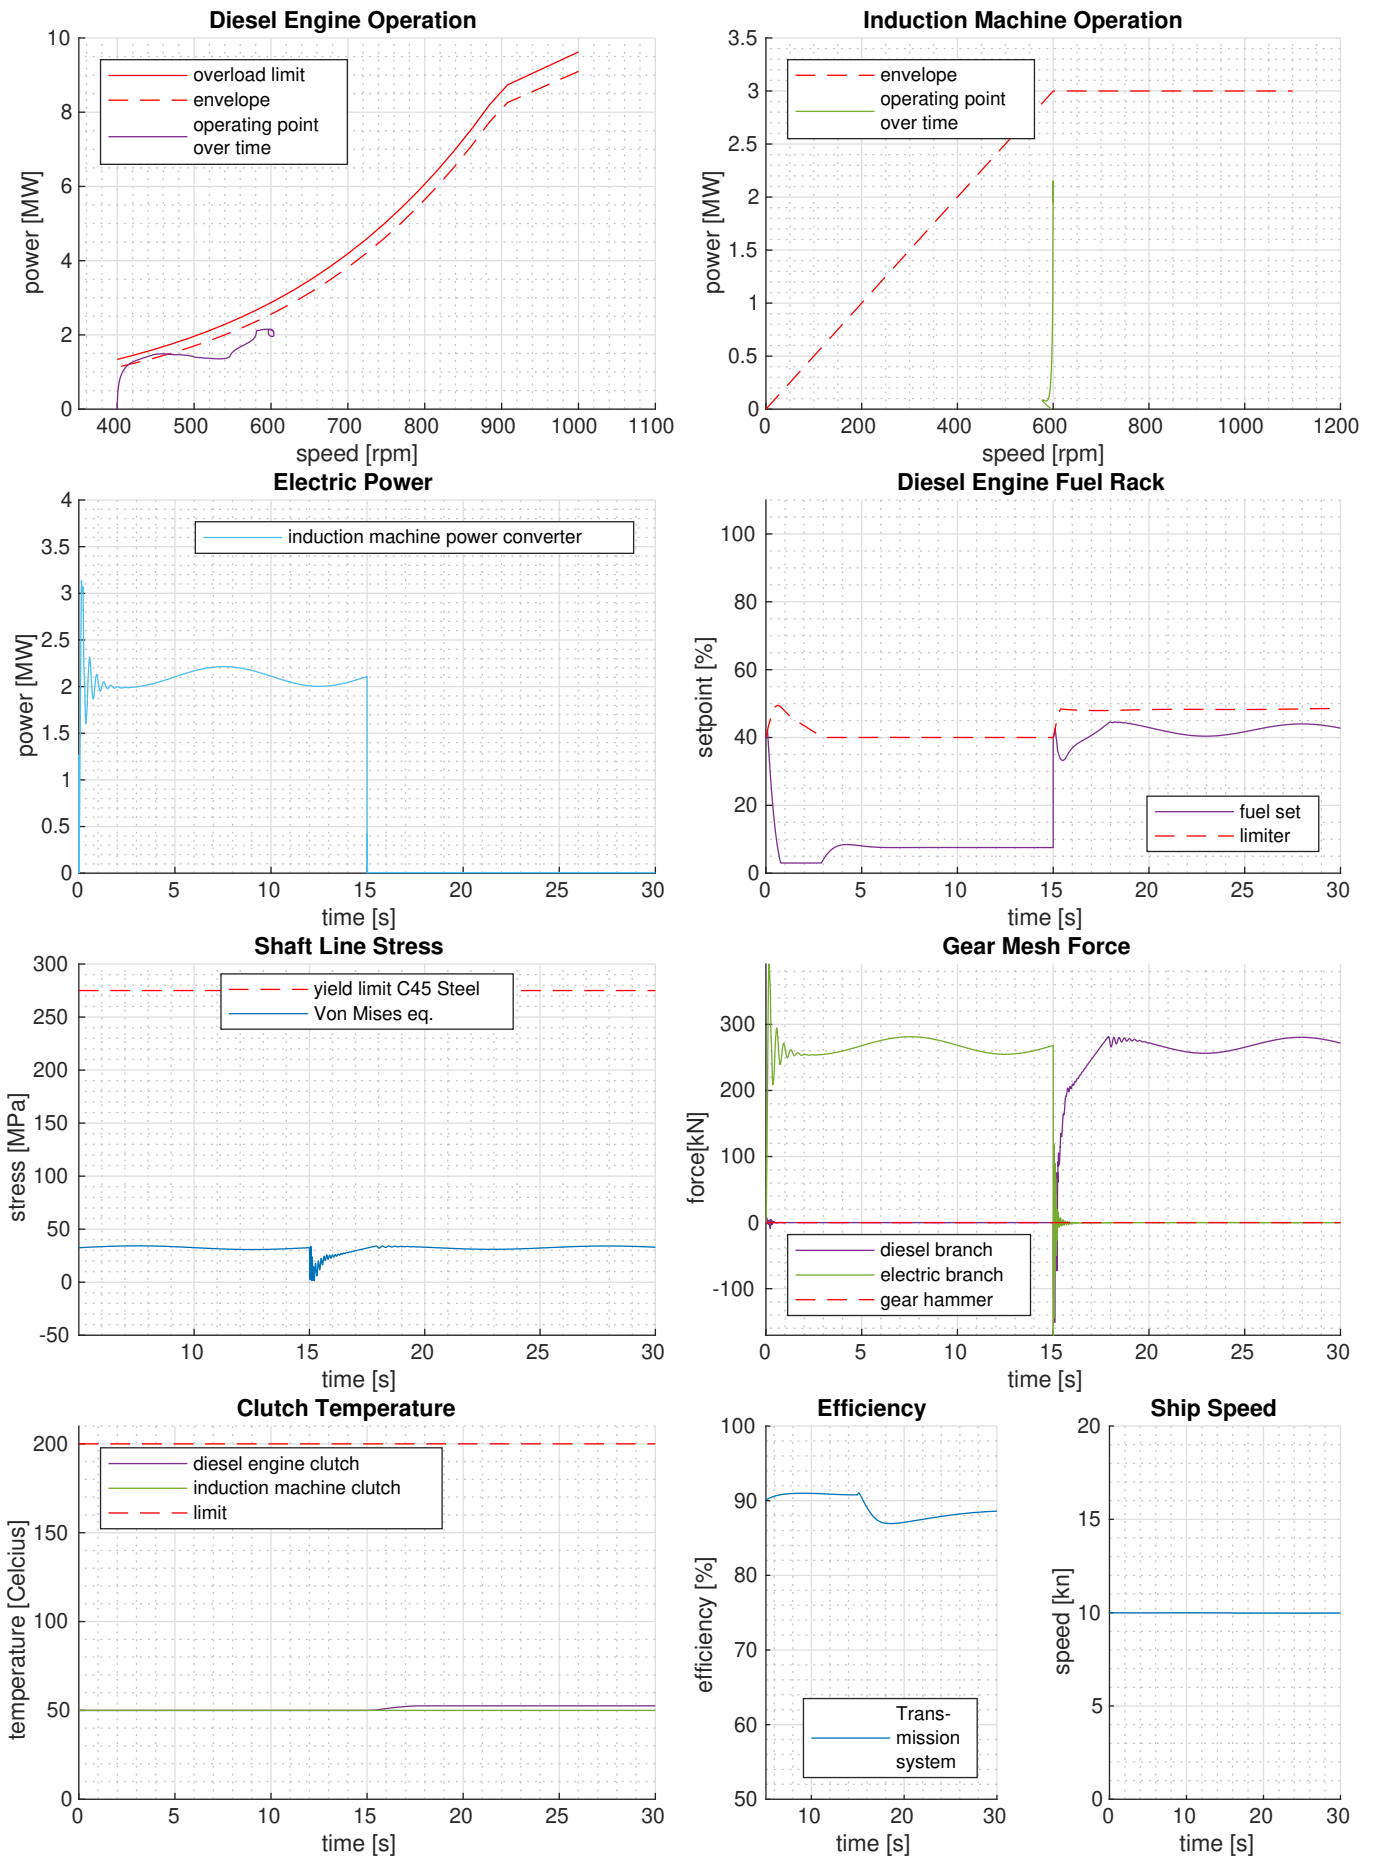 Diesel Engine Operation
power [MW]
10
8
6
4
2
0
overload limit
envelope
operating point
over time
400 500 600 700 800 900 1000 1100
speed [rpm]
Induction Machine Operation
power [MW]
3.5
3
2.5
2
1.5
1
0.5
0
envelope
operating point
over time
0 200 400 600 800 1000 1200
speed [rpm]
Electric Power
power [MW]
4
3.5
3
2.5
2
1.5
1
0.5
0
induction machine power converter
0 5 10 15 20 25 30
time [s]
Diesel Engine Fuel Rack
setpoint [%]
100
80
60
40
20
0
fuel set
limiter
0 5 10 15 20 25 30
time [s]
Shaft Line Stress
stress [MPa]
300
250
200
150
100
50
0
-50
yield limit C45 Steel
Von Mises eq.
10 15 20 25 30
time [s]
Gear Mesh Force
force[kN]
300
200
100
0
-100
diesel branch
electric branch
gear hammer
0 5 10 15 20 25 30
time [s]
Clutch Temperature
temperature [Celcius]
200
150
100
50
0
diesel engine clutch
induction machine clutch
limit
0 5 10 15 20 25 30
time [s]
Efficiency
efficiency [%]
100
90
80
70
60
50
Trans-
mission
system
10 20 30
time [s]
Ship Speed
speed [kn]
20
15
10
5
0
0 10 20 30
time [s]